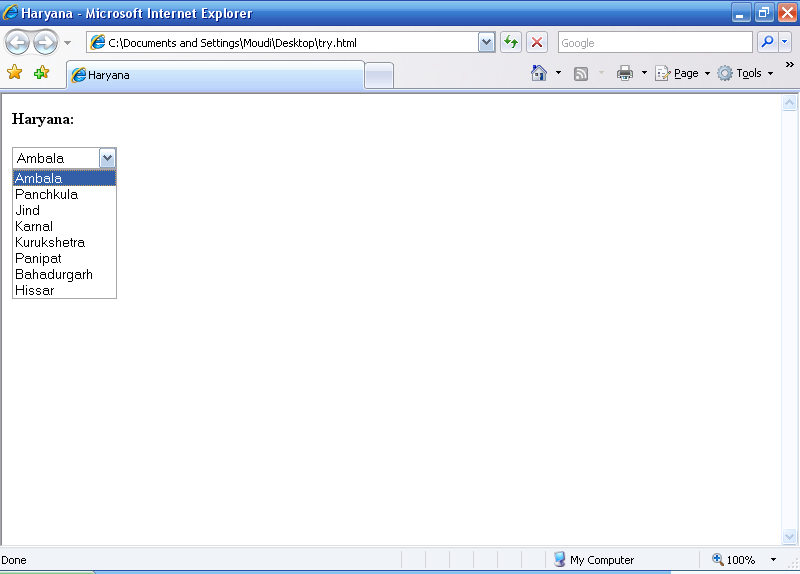 Haryana - Microsoft Internet Explorer
C:\Documents and Settings\Moudi\Desktop\try.html
Google
Haryana
Page
Tools
»
Haryana:
Ambala
Ambala
Panchkula
Jind
Karnal
Kurukshetra
Panipat
Bahadurgarh
Hissar
Done
My Computer
100%